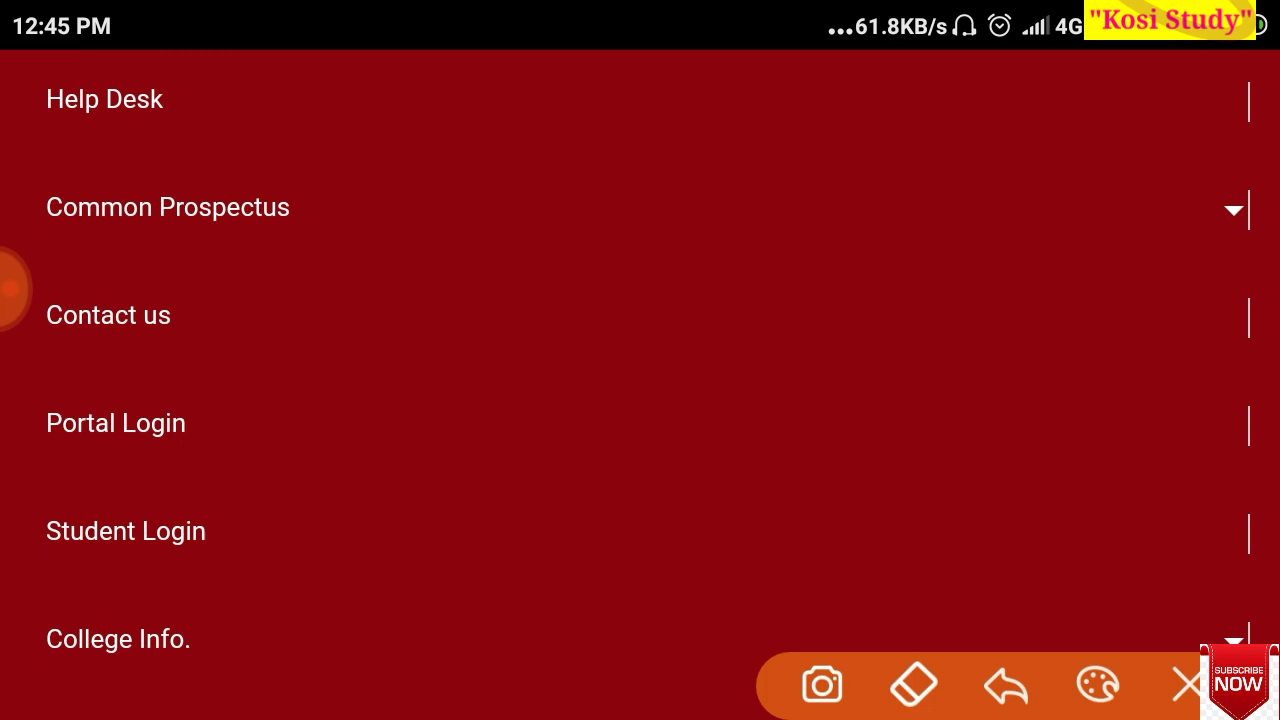 12:45 PM
...61.8KB/s 4G
"Kosi Study"
Help Desk
Common Prospectus
Contact us
Portal Login
Student Login
College Info.
SUBSCRIBE
NOW